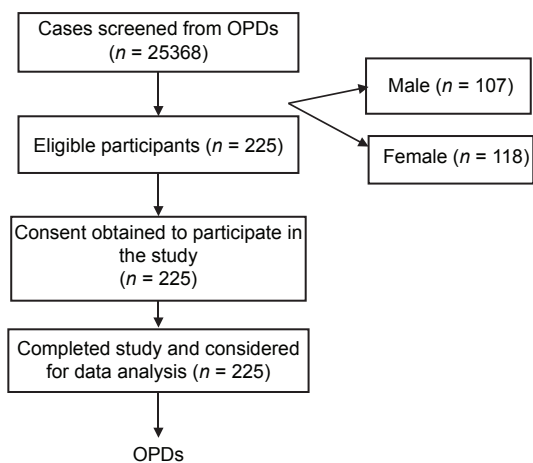 Cases screened from OPDs
(n = 25368)
Male (n = 107)
Eligible participants (n = 225)
Female (n = 118)
Consent obtained to participate in
the study
(n = 225)
Completed study and considered
for data analysis (n = 225)
OPDs